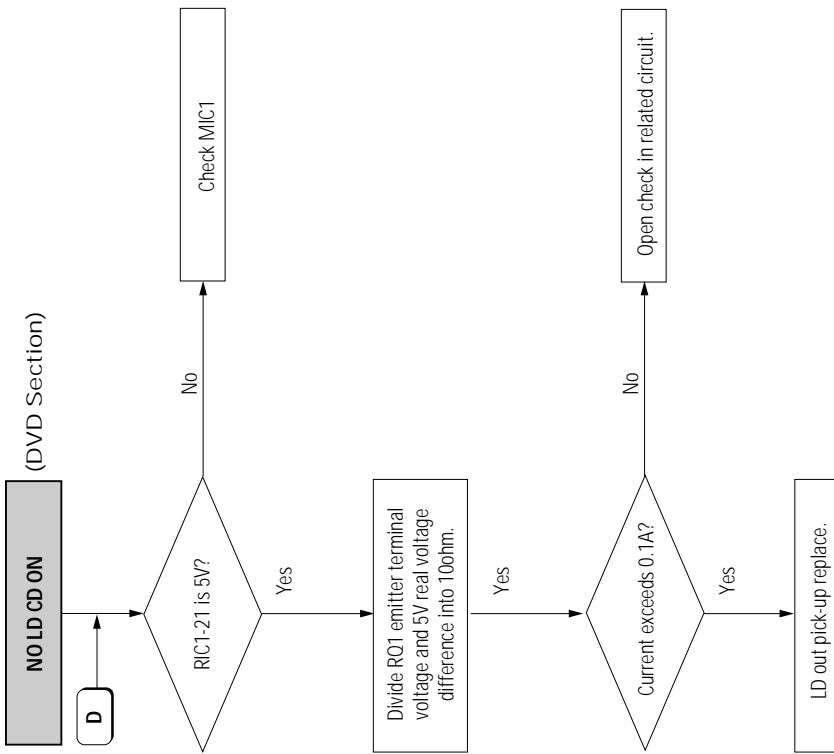 NO LD CD ON
(DVD Section)
D
RIC1-21 is 5V?
No
Check MIC1
Yes
Divide RQ1 emitter terminal
voltage and 5V real voltage
difference into 10ohm.
Yes
Current exceeds 0.1A?
No
Open check in related circuit.
Yes
LD out pick-up replace.